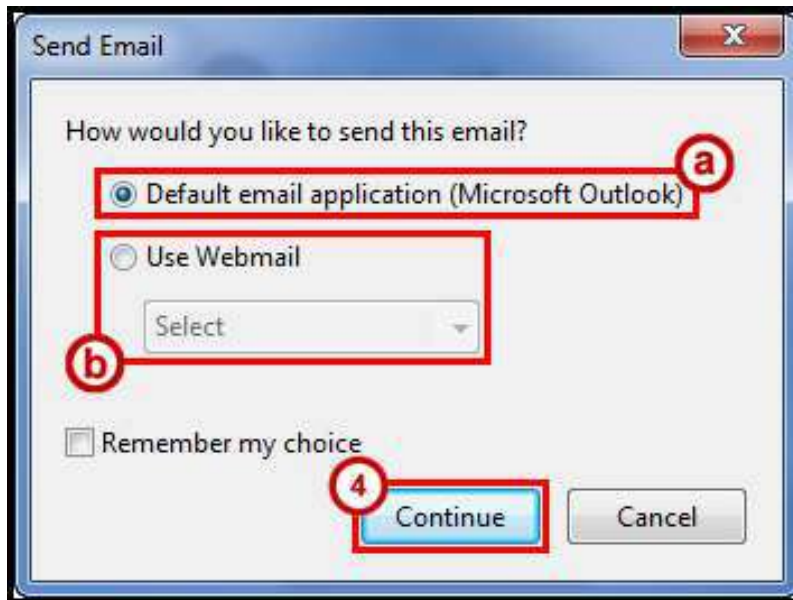 Send Email
x
How would you like to send this email?
a
Default email application (Microsoft Outlook)
Use Webmail
Select
b
Remember my choice
4
Continue
Cancel